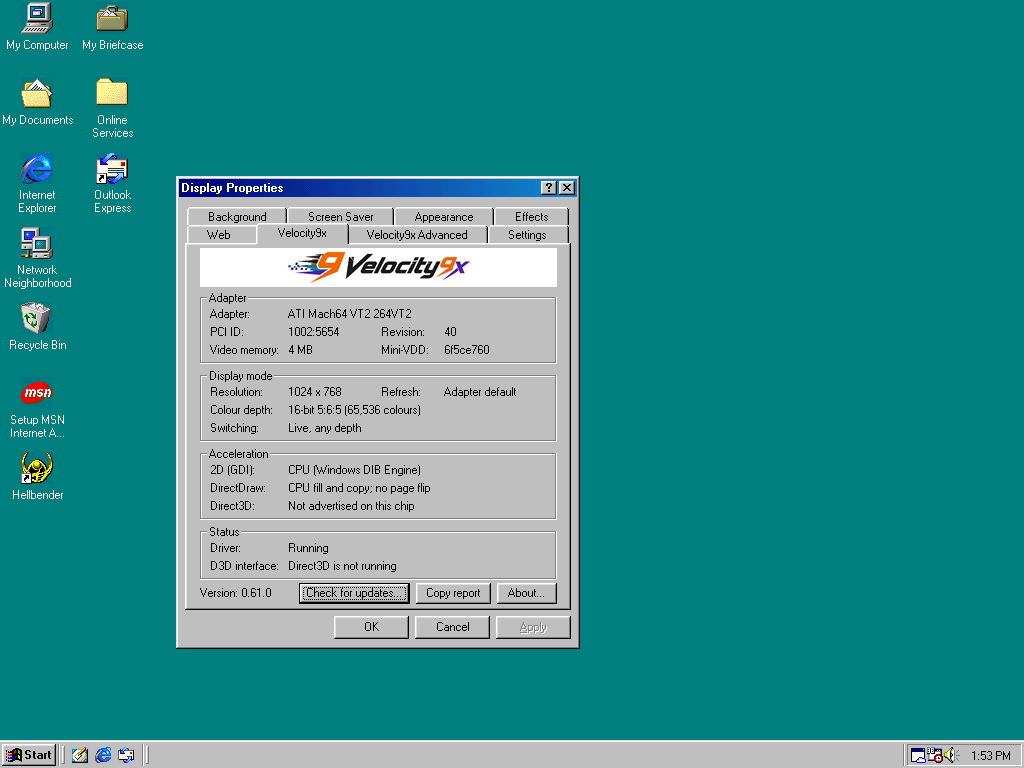 My Computer
My Briefcase
My Documents
Online
Services
Internet
Explorer
Outlook
Express
Network
Neighborhood
Recycle Bin
msn
Setup MSN
Internet A...
Hellbender
Display Properties
Background
Screen Saver
Appearance
Effects
Web
Velocity9x
Velocity9x Advanced
Settings
9 Velocity9x
Adapter
Adapter: ATI Mach64 VT2 264VT2
PCI ID: 1002:5654 Revision: 40
Video memory: 4 MB Mini-VDD: 6f5ce760
Display mode
Resolution: 1024 x 768 Refresh: Adapter default
Colour depth: 16-bit 5:6:5 (65,536 colours)
Switching: Live, any depth
Acceleration
2D (GDI): CPU (Windows DIB Engine)
DirectDraw: CPU fill and copy; no page flip
Direct3D: Not advertised on this chip
Status
Driver: Running
D3D interface: Direct3D is not running
Version: 0.61.0
Check for updates...
Copy report
About...
OK
Cancel
Apply
Start
1:53 PM